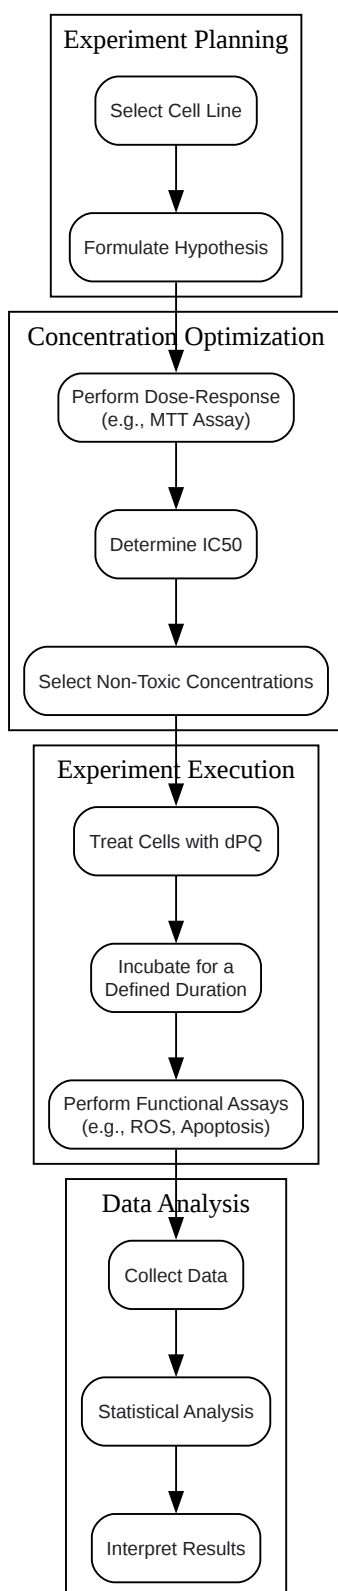 Experiment Planning
Select Cell Line
Formulate Hypothesis
Concentration Optimization
Perform Dose-Response
(e.g., MTT Assay)
Determine IC50
Select Non-Toxic Concentrations
Experiment Execution
Treat Cells with dPQ
Incubate for a
Defined Duration
Perform Functional Assays
(e.g., ROS, Apoptosis)
Data Analysis
Collect Data
Statistical Analysis
Interpret Results